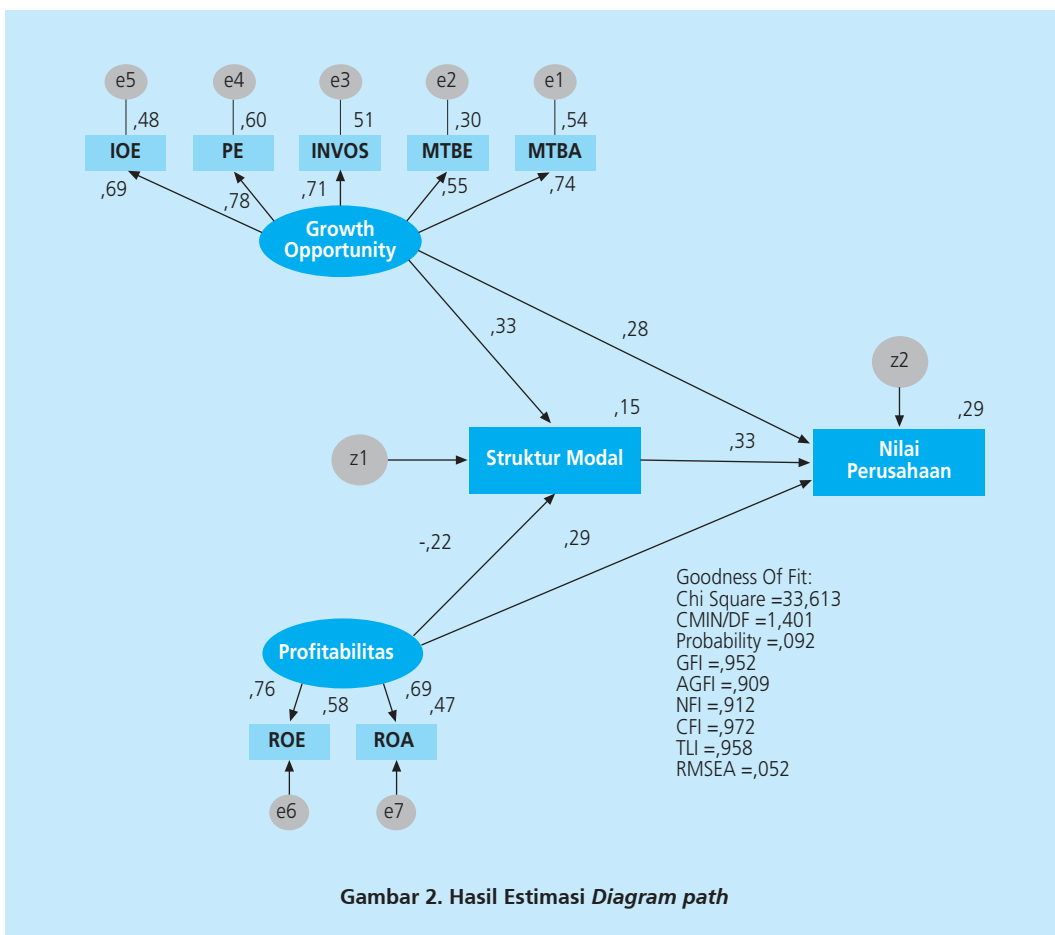 e5 e4 e3 e2 e1
,48 ,60 51 ,30 ,54
IOE PE INVOS MTBE MTBA
,69 ,78 ,71 ,55 ,74
Growth
Opportunity
,33 ,28
z2
,15 ,29
z1 Struktur Modal ,33 Nilai
Perusahaan
-,22 ,29
Goodness Of Fit:
Chi Square =33,613
CMIN/DF =1,401
Probability =,092
GFI =,952
AGFI =,909
NFI =,912
CFI =,972
TLI =,958
RMSEA =,052
Profitabilitas
,76 ,58 ,69 ,47
ROE ROA
e6 e7
Gambar 2. Hasil Estimasi Diagram path